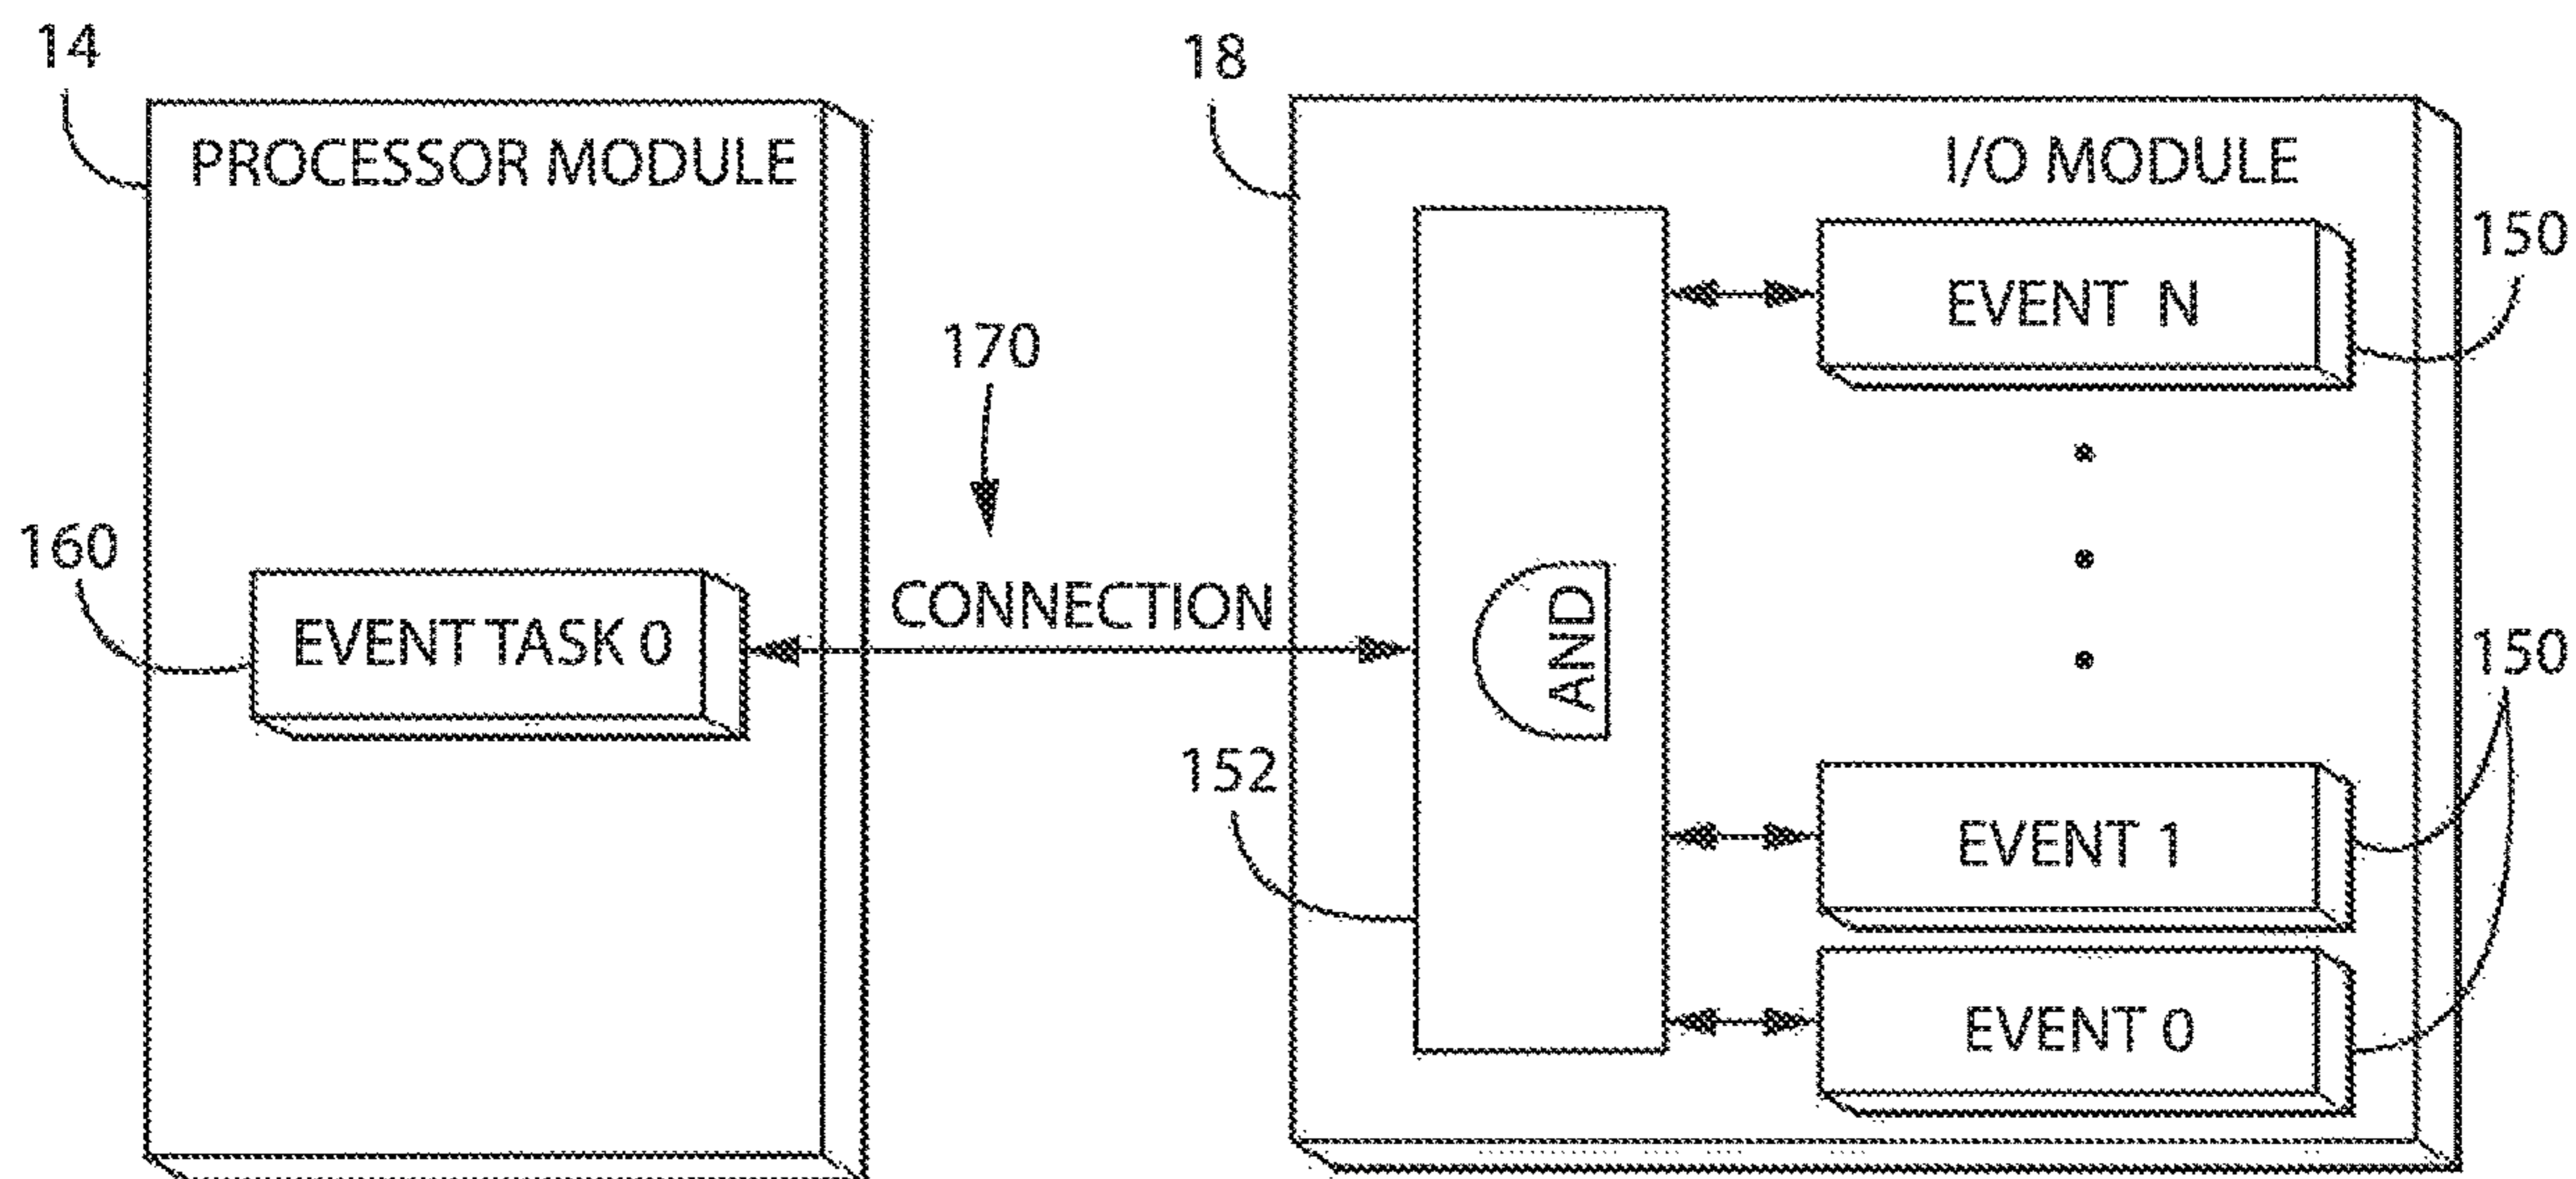 14
PROCESSOR MODULE
160
EVENT TASK 0
170
CONNECTION
18
I/O MODULE
152
AND
EVENT N
150
150
EVENT 1
EVENT 0